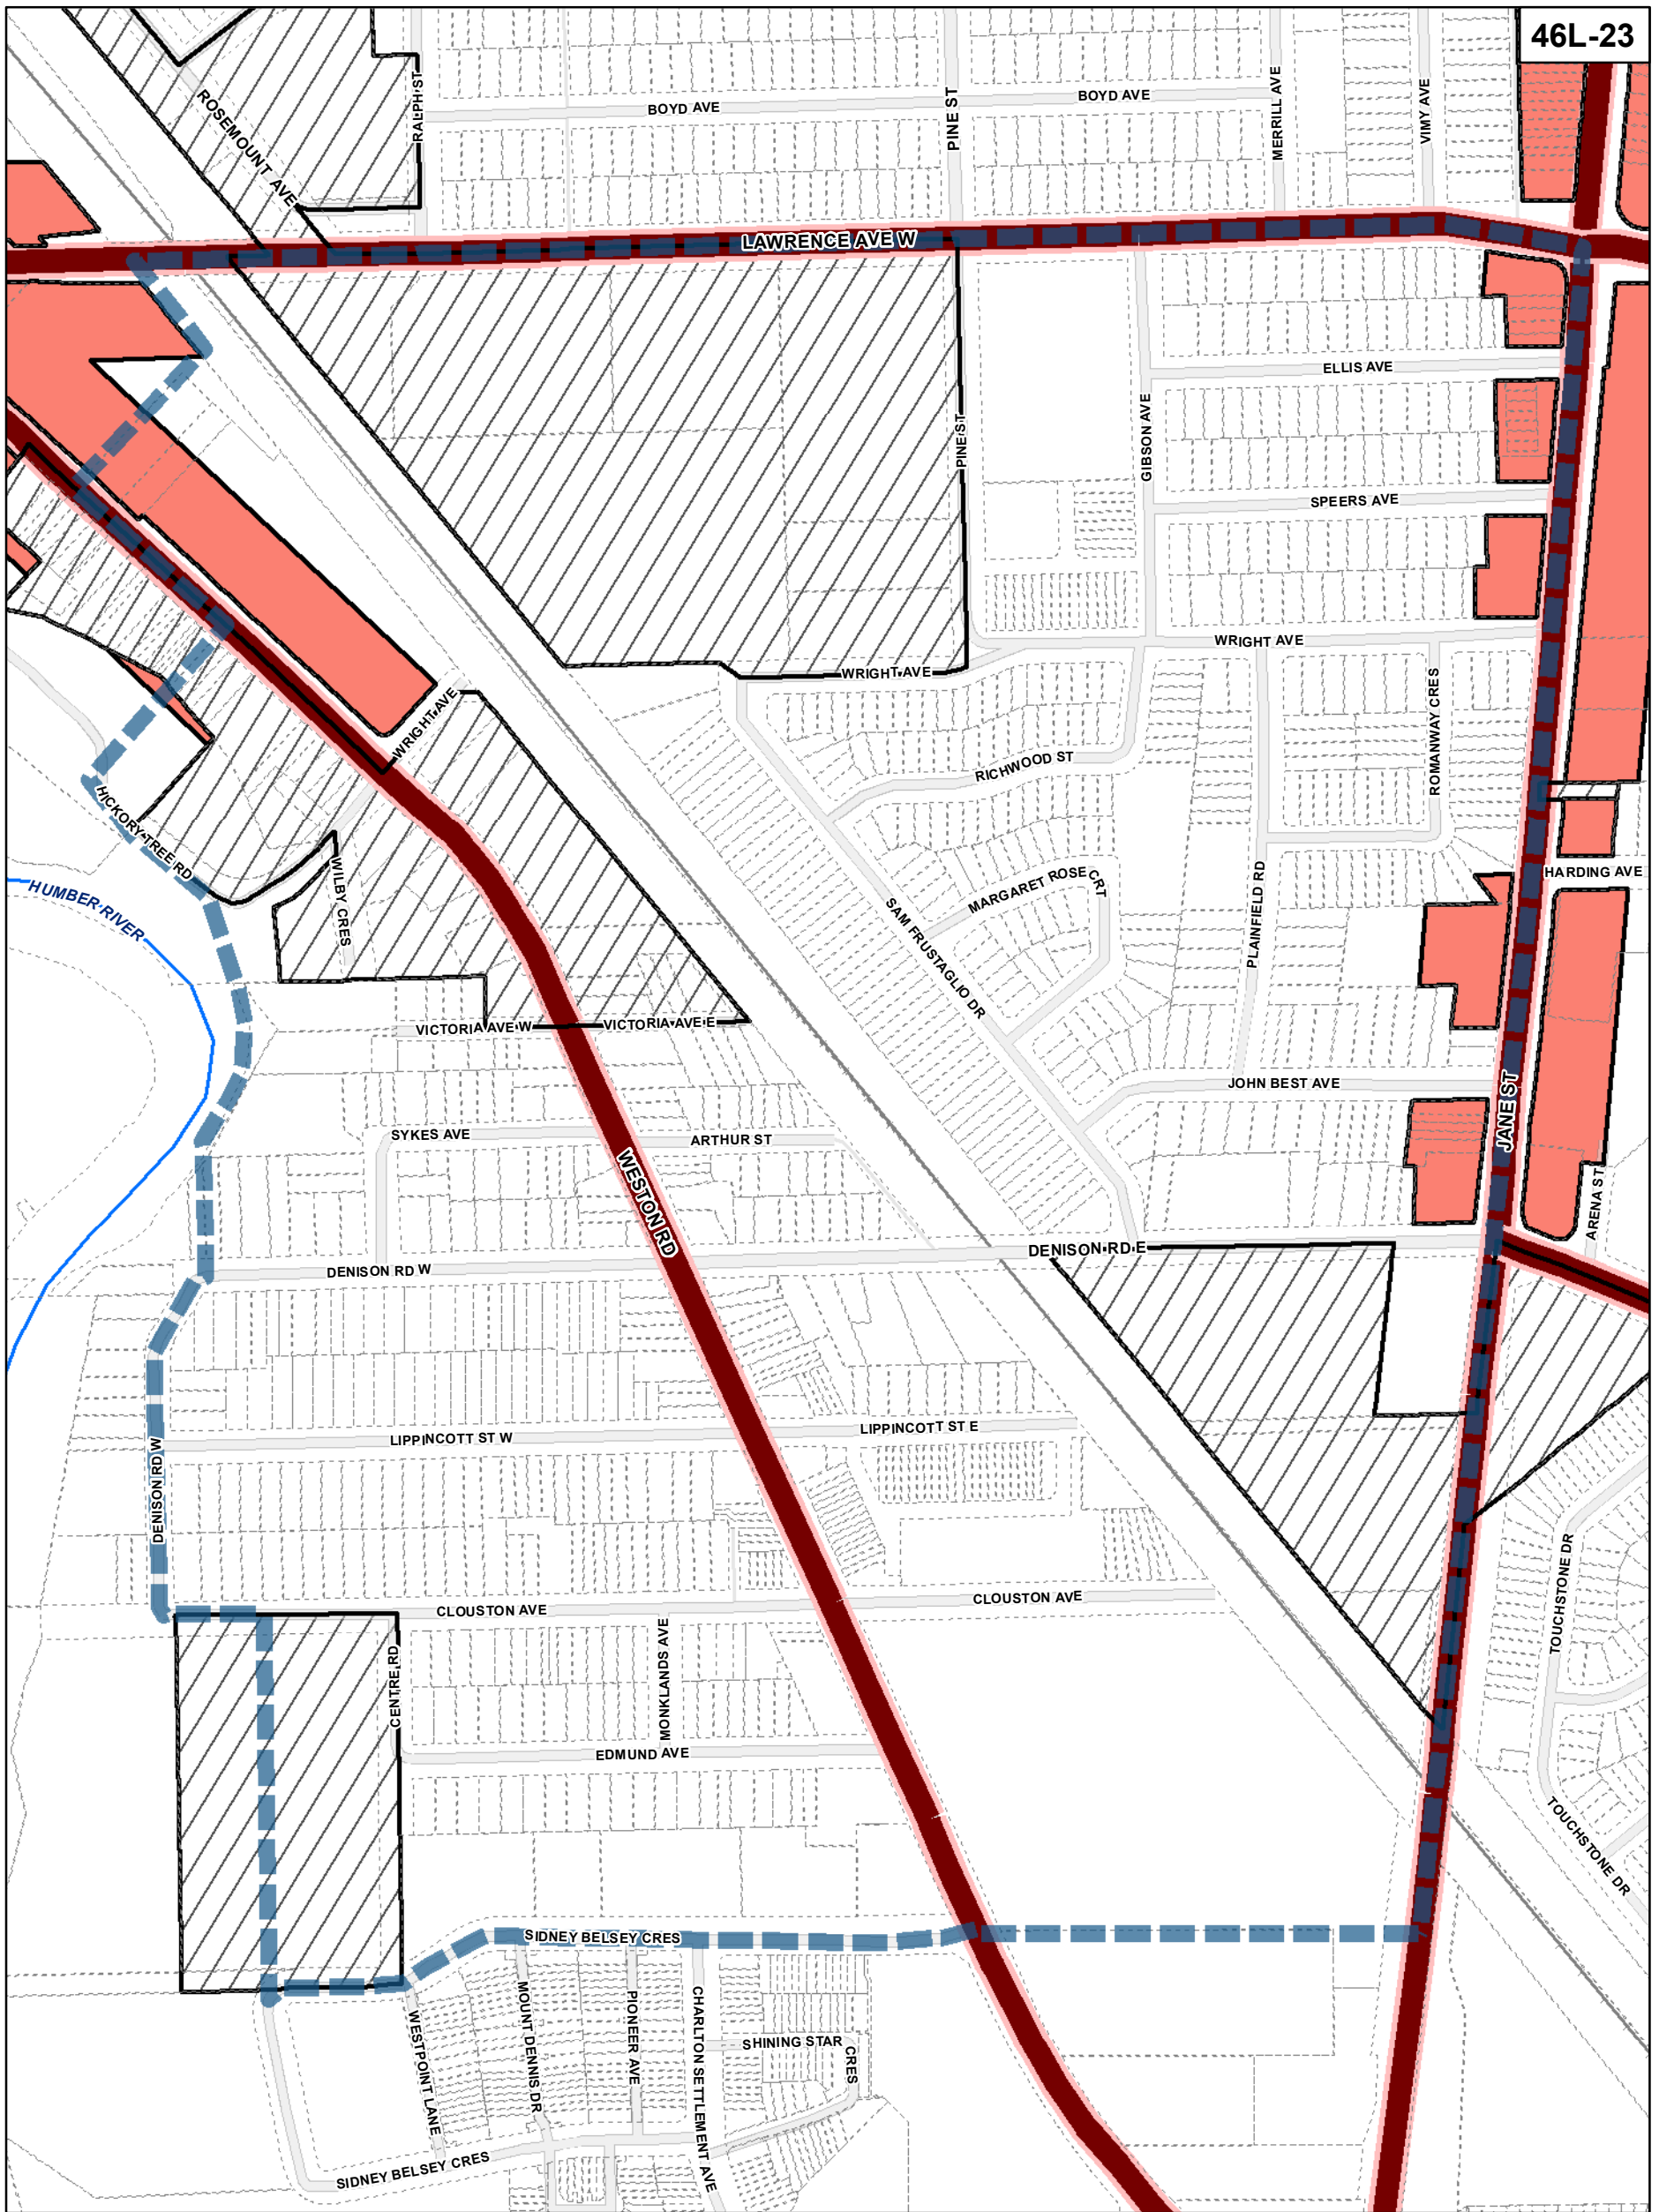 46L-23
ROSEMOUNT AVE
RALPH ST
BOYD AVE
PINE ST
BOYD AVE
MERRILL AVE
VIMY AVE
LAWRENCE AVE W
PINE ST
GIBSON AVE
ELLIS AVE
SPEERS AVE
WRIGHT AVE
WRIGHT AVE
WRIGHT AVE
ROMANWAY CRES
RICHWOOD ST
HICKORY TREE RD
WILBY CRES
HUMBER RIVER
MARGARET ROSE CRT
PLAINFIELD RD
HARDING AVE
SAM FRUSTAGLIO DR
VICTORIA AVE W
VICTORIA AVE E
JOHN BEST AVE
JANE ST
SYKES AVE
ARTHUR ST
WESTON RD
ARENA ST
DENISON RD E
DENISON RD W
LIPPINCOTT ST W
LIPPINCOTT ST E
DENISON RD W
TOUCHSTONE DR
CLOUSTON AVE
CLOUSTON AVE
CENTRE RD
MONKLANDS AVE
EDMUND AVE
TOUCHSTONE DR
SIDNEY BELSEY CRES
WESTPOINT LANE
MOUNT DENNIS DR
PIONEER AVE
CHARLTON SETTLEMENT AVE
SHINING STAR CRES
SIDNEY BELSEY CRES